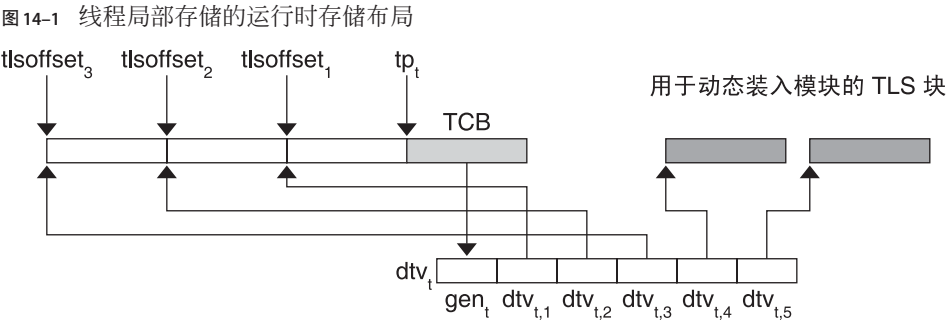 图 14–1 线程局部存储的运行时存储布局
tlsoffset₃ tlsoffset₂ tlsoffset₁ tpₜ
用于动态装入模块的 TLS 块
TCB
dtvₜ
genₜ dtvₜ,₁ dtvₜ,₂ dtvₜ,₃ dtvₜ,₄ dtvₜ,₅